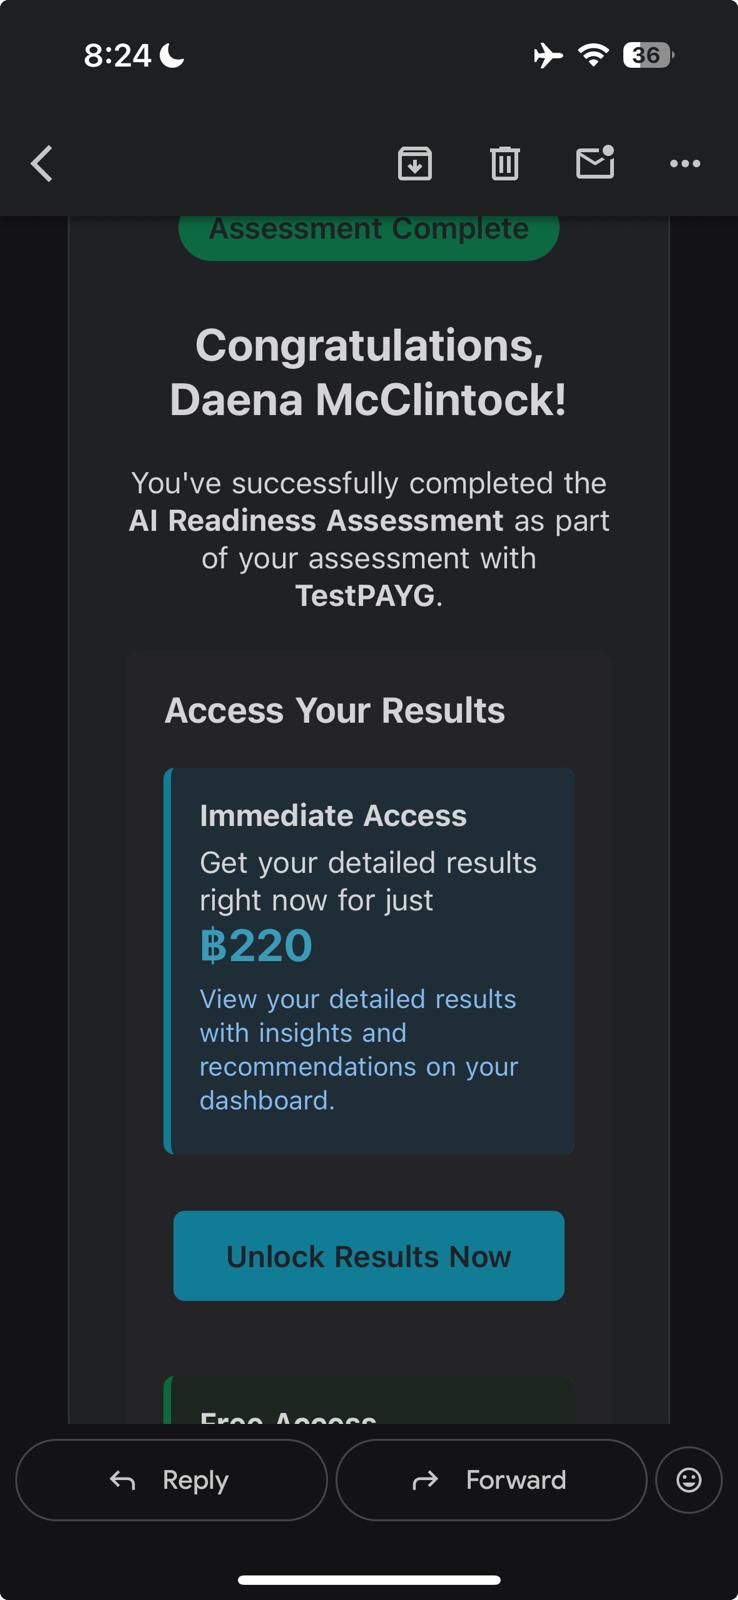 8:24
36
Assessment Complete
Congratulations,
Daena McClintock!
You've successfully completed the
AI Readiness Assessment as part
of your assessment with
TestPAYG.
Access Your Results
Immediate Access
Get your detailed results
right now for just
฿220
View your detailed results
with insights and
recommendations on your
dashboard.
Unlock Results Now
Free Access
Reply
Forward